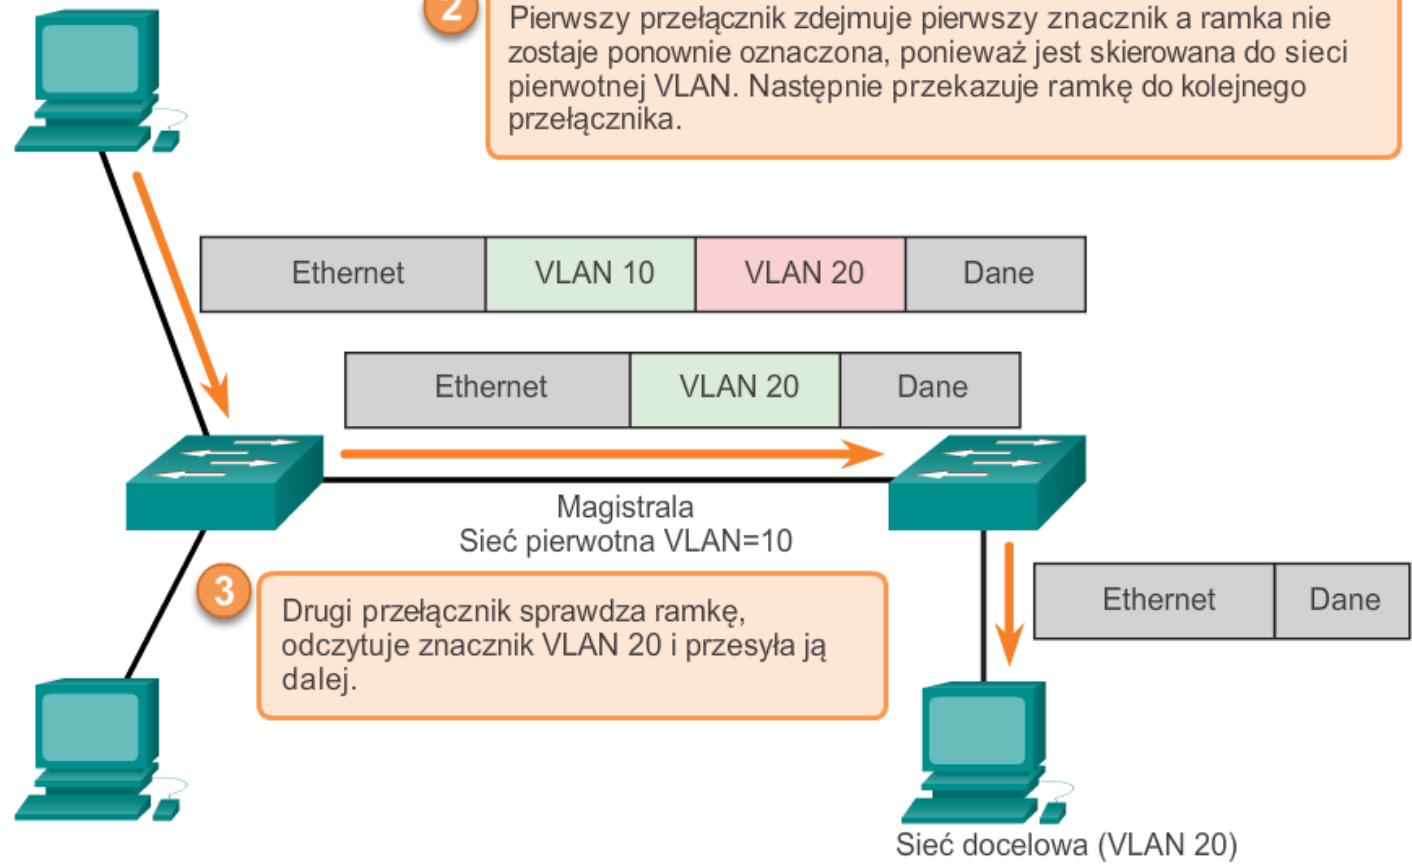 2
Pierwszy przełącznik zdejmuje pierwszy znacznik a ramka nie
zostaje ponownie oznaczona, ponieważ jest skierowana do sieci
pierwotnej VLAN. Następnie przekazuje ramkę do kolejnego
przełącznika.
Ethernet VLAN 10 VLAN 20 Dane
Ethernet VLAN 20 Dane
Magistrala
Sieć pierwotna VLAN=10
3
Drugi przełącznik sprawdza ramkę,
odczytuje znacznik VLAN 20 i przesyła ją
dalej.
Ethernet Dane
Sieć docelowa (VLAN 20)